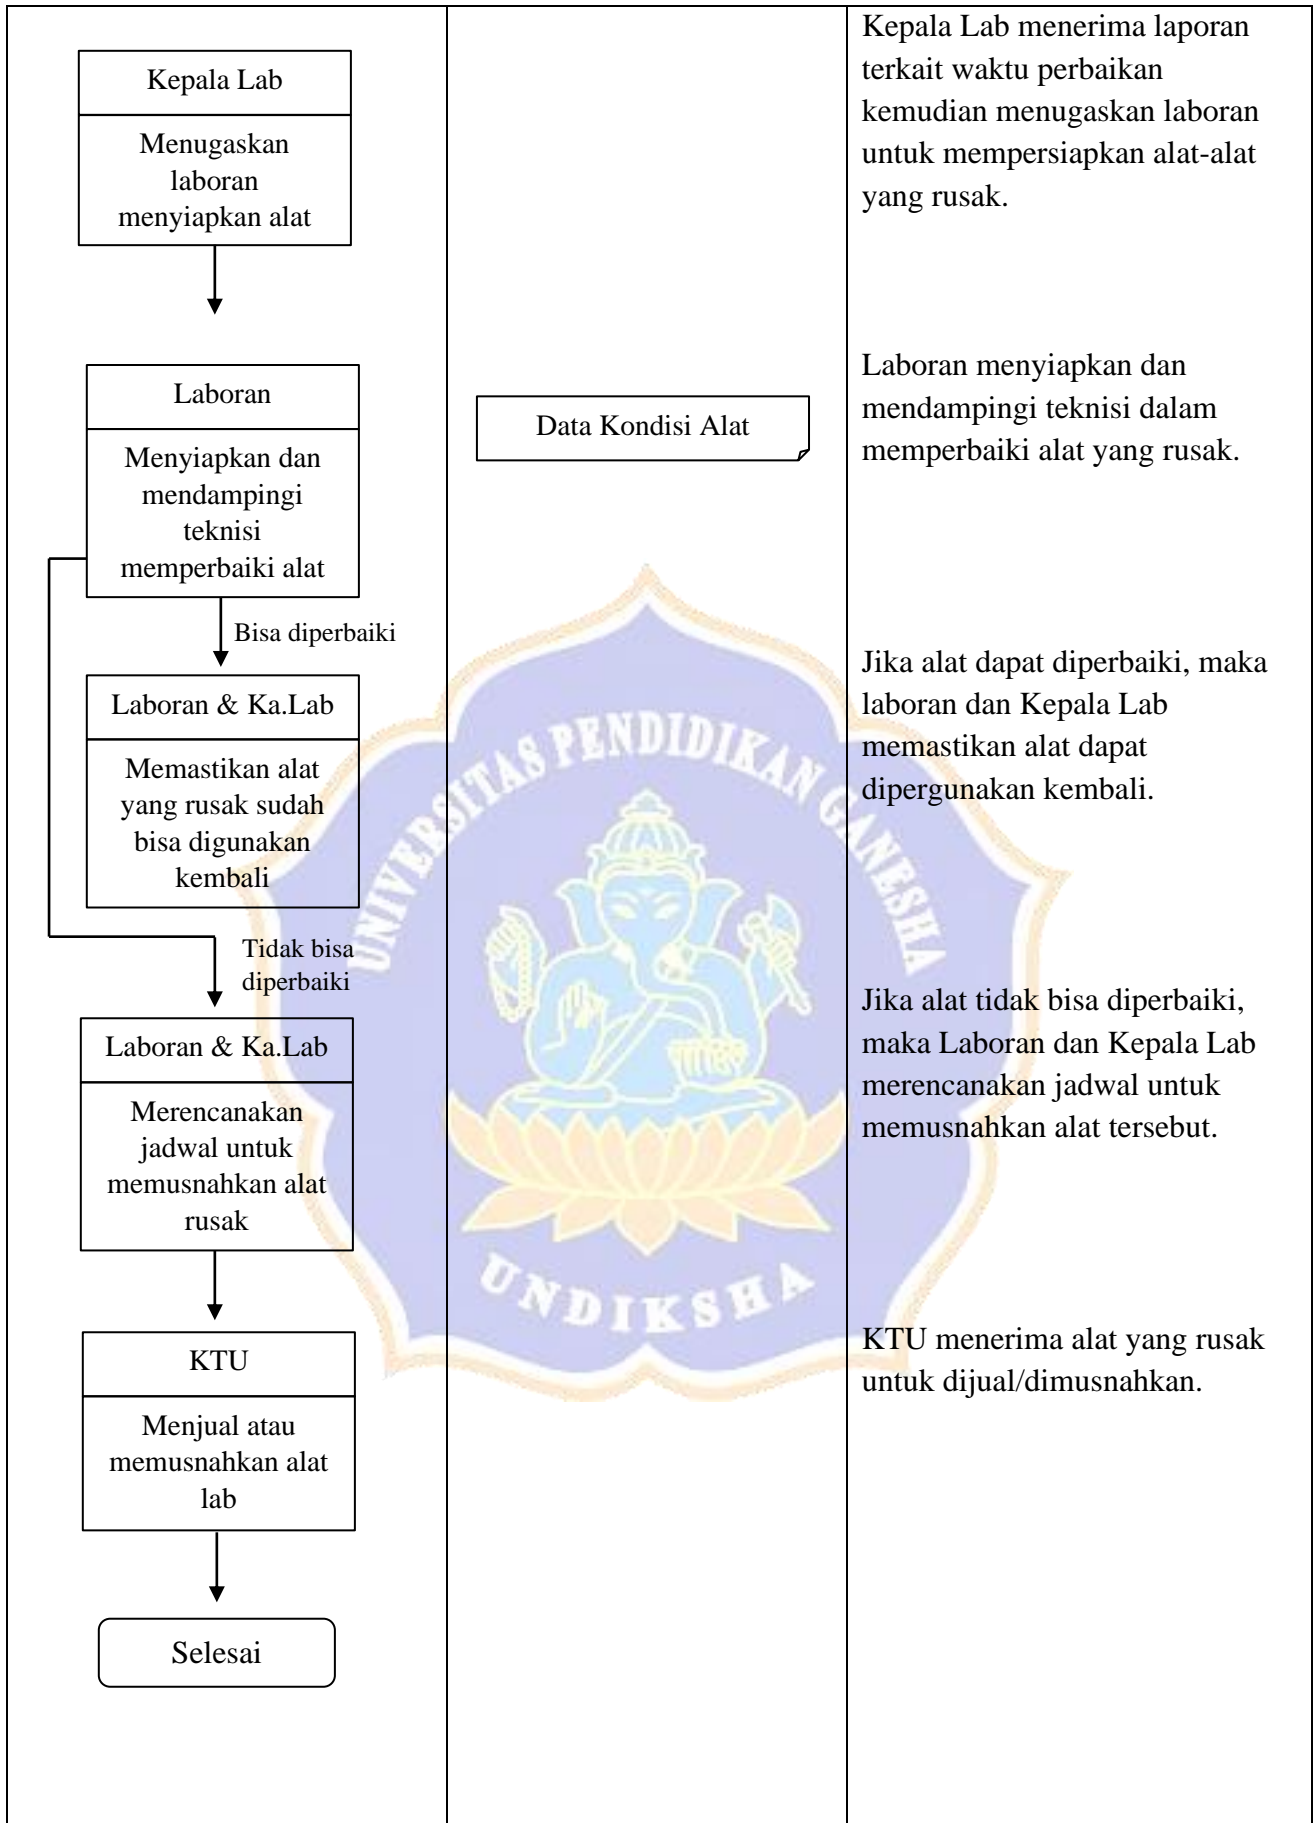 Kepala Lab
Menugaskan
laboran
menyiapkan alat
Kepala Lab menerima laporan
terkait waktu perbaikan
kemudian menugaskan laboran
untuk mempersiapkan alat-alat
yang rusak.
Laboran
Menyiapkan dan
mendampingi
teknisi
memperbaiki alat
Data Kondisi Alat
Laboran menyiapkan dan
mendampingi teknisi dalam
memperbaiki alat yang rusak.
Bisa diperbaiki
Laboran & Ka.Lab
Memastikan alat
yang rusak sudah
bisa digunakan
kembali
Jika alat dapat diperbaiki, maka
laboran dan Kepala Lab
memastikan alat dapat
dipergunakan kembali.
Tidak bisa
diperbaiki
Laboran & Ka.Lab
Merencanakan
jadwal untuk
memusnahkan alat
rusak
Jika alat tidak bisa diperbaiki,
maka Laboran dan Kepala Lab
merencanakan jadwal untuk
memusnahkan alat tersebut.
KTU
Menjual atau
memusnahkan alat
lab
KTU menerima alat yang rusak
untuk dijual/dimusnahkan.
Selesai
UNIVERSITAS PENDIDIKAN GANESHA
UNDIKSHA